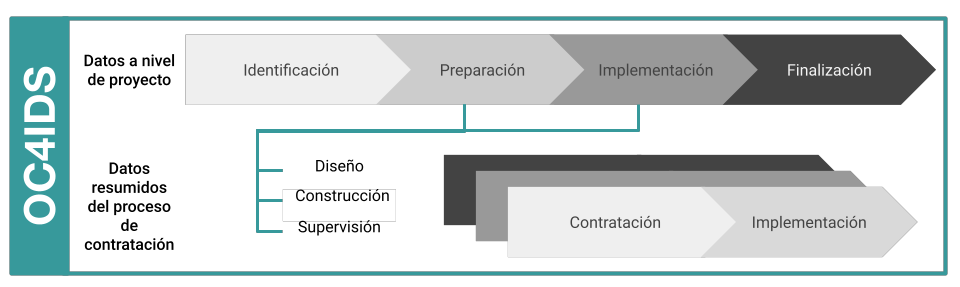 OC4IDS
Datos a nivel
de proyecto
Identificación
Preparación
Implementación
Finalización
Datos
resumidos
del proceso
de
contratación
Diseño
Construcción
Supervisión
Contratación
Implementación